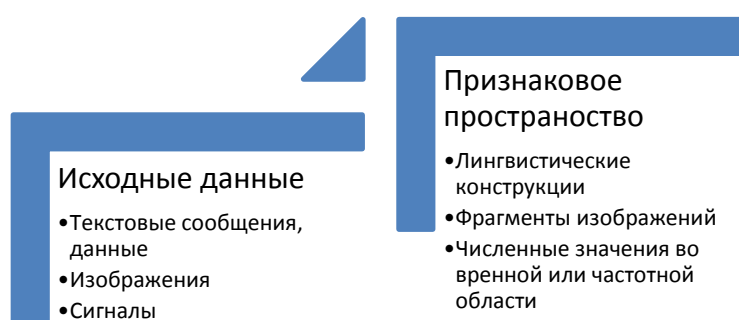 Исходные данные
•Текстовые сообщения,
данные
•Изображения
•Сигналы
Признаковое
пространоство
•Лингвистические
конструкции
•Фрагменты изображений
•Численные значения во
вренной или частотной
области